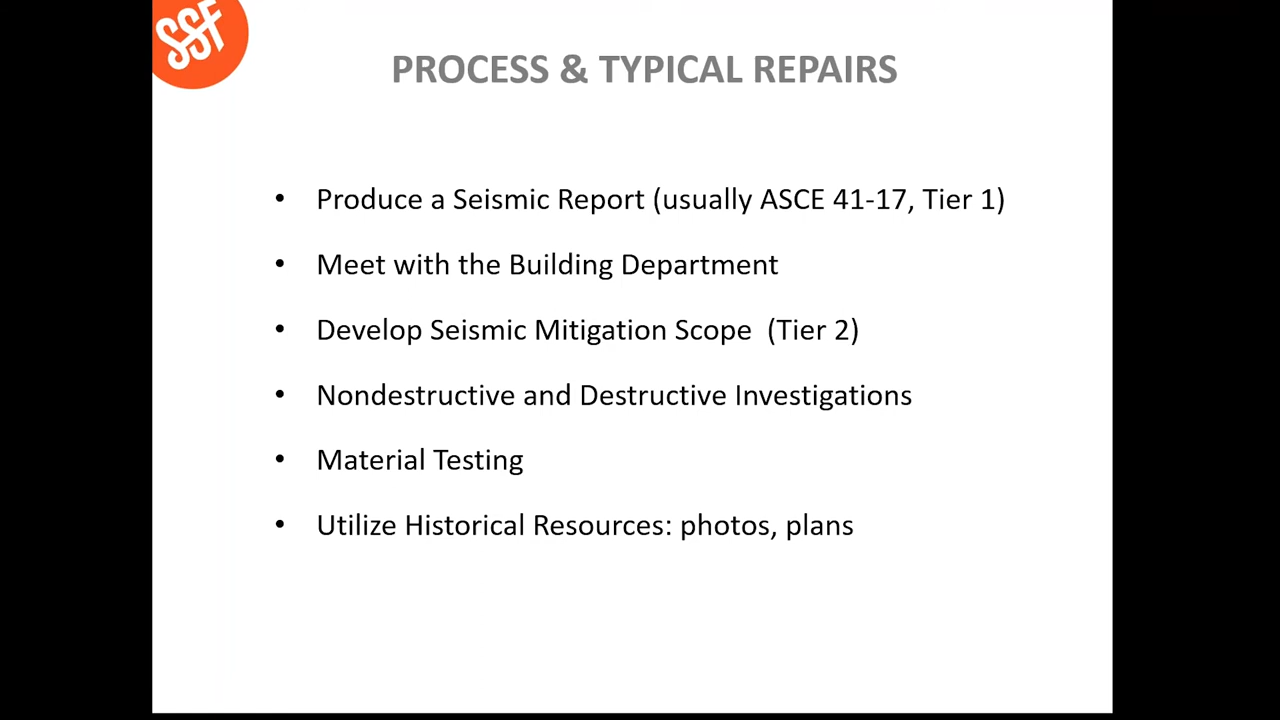 SSF
PROCESS & TYPICAL REPAIRS
• Produce a Seismic Report (usually ASCE 41-17, Tier 1)
• Meet with the Building Department
• Develop Seismic Mitigation Scope  (Tier 2)
• Nondestructive and Destructive Investigations
• Material Testing
• Utilize Historical Resources: photos, plans